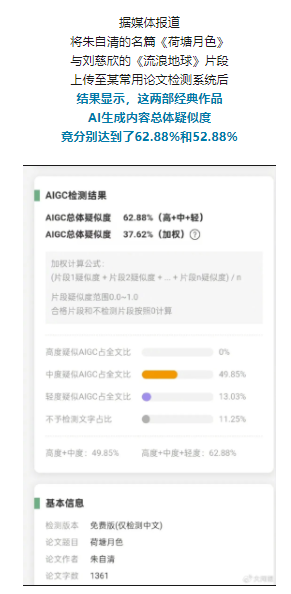 据媒体报道
将朱自清的名篇《荷塘月色》
与刘慈欣的《流浪地球》片段
上传至某常用论文检测系统后
结果显示，这两部经典作品
AI生成内容总体疑似度
竟分别达到了62.88%和52.88%
AIGC检测结果
AIGC总体疑似度 62.88%（高+中+轻）
AIGC总体疑似度 37.62%（加权） ?
加权计算公式：
(片段1疑似度 + 片段2疑似度 + ... + 片段n疑似度) / n
片段疑似度范围0.0~1.0
合格片段和不检测片段按照0计算
高度疑似AIGC占全文比 0%
中度疑似AIGC占全文比 49.85%
轻度疑似AIGC占全文比 13.03%
不予检测文字占比 11.25%
高度+中度：49.85% 高度+中度+轻度：62.88%
基本信息
检测版本 免费版(仅检测中文)
论文题目 荷塘月色
论文作者 朱自清
论文字数 1361